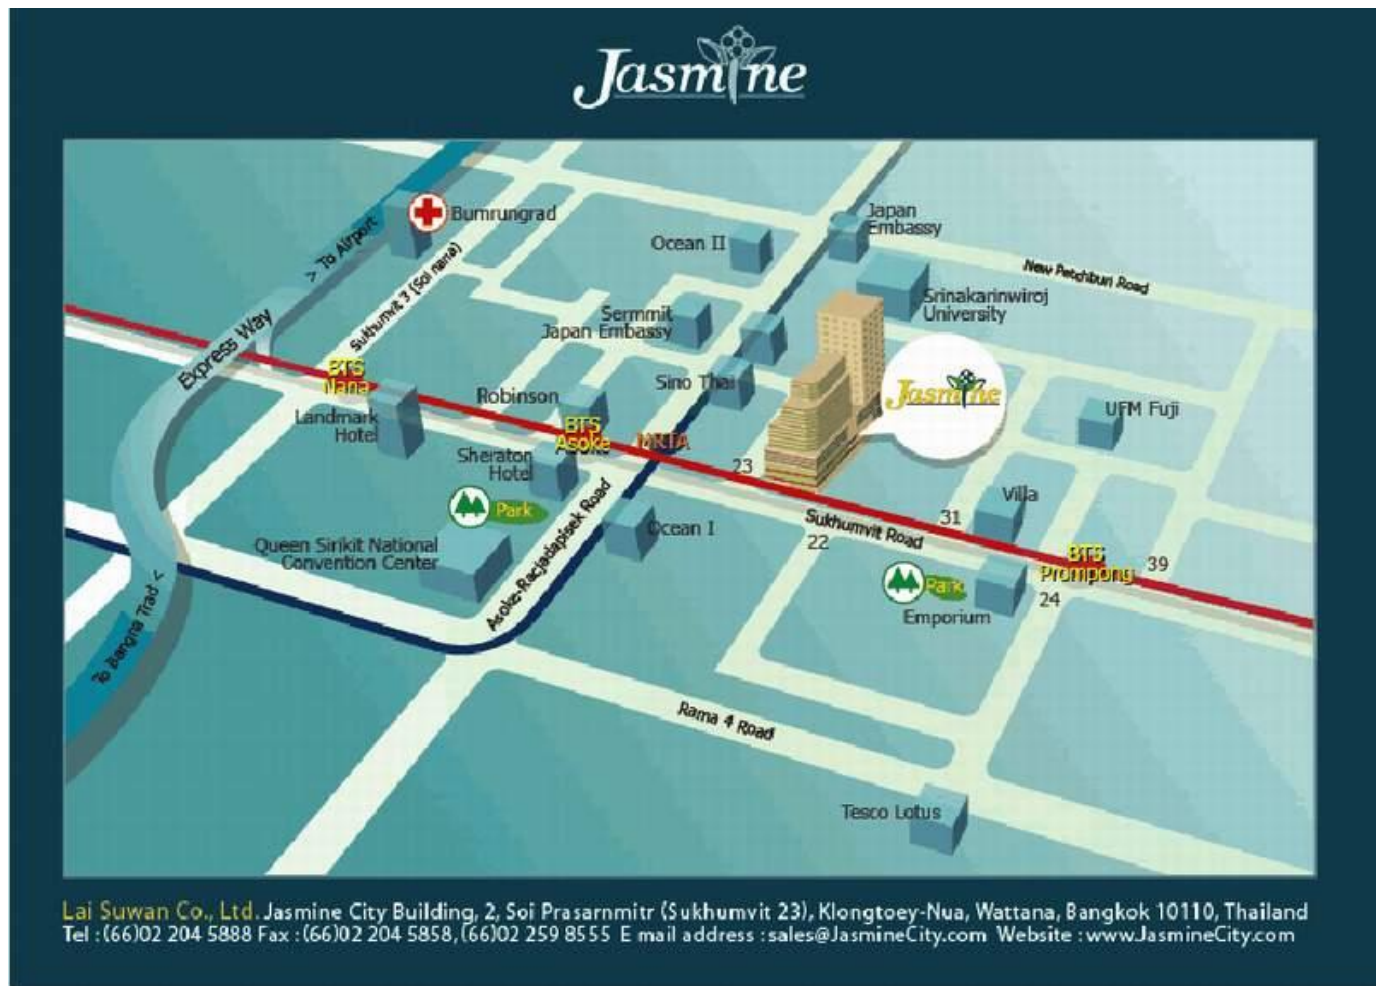 Jasmine
Bumrungrad
> To Airport
Sukhumvit 3 (Soi nana)
Express Way
Ocean II
Japan
Embassy
New Petchburi Road
Srinakarinwiroj
University
Sermmit
Japan Embassy
Sino Thai
Jasmine
UFM Fuji
BTS
Nana
Landmark
Hotel
Robinson
BTS
Asoke
MRTA
Sheraton
Hotel
23
Park
Asoke-Racjadapisek Road
Ocean I
Queen Sirikit National
Convention Center
Sukhumvit Road
22
31
Villa
BTS
Prompong
39
24
Park
Emporium
To Bangna Trad <
Rama 4 Road
Tesco Lotus
Lai Suwan Co., Ltd. Jasmine City Building, 2, Soi Prasarnmitr (Sukhumvit 23), Klongtoey-Nua, Wattana, Bangkok 10110, Thailand
Tel :(66)02 204 5888 Fax :(66)02 204 5858,(66)02 259 8555 E mail address :sales@JasmineCity.com Website :www.JasmineCity.com